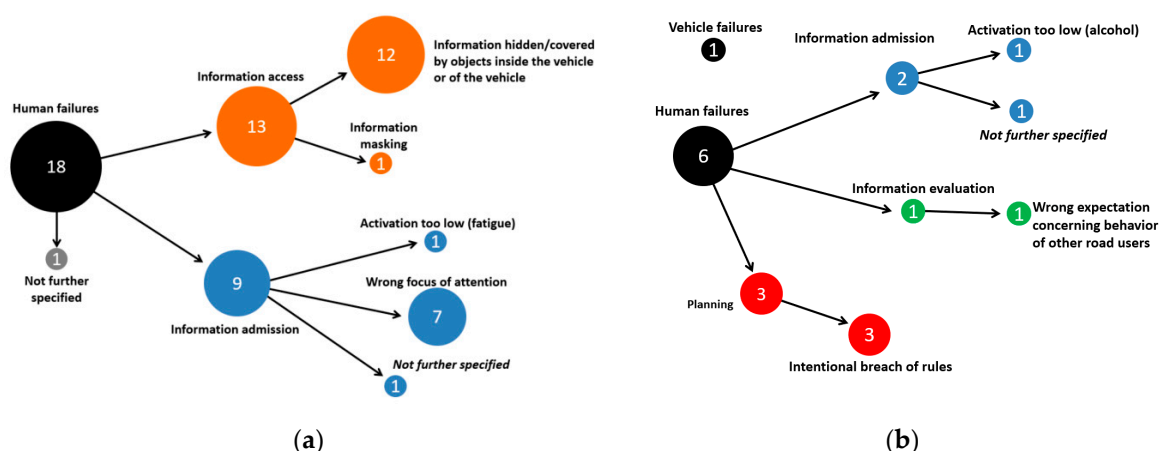 Human failures
18
1
Not further
specified
Information access
13
12
Information hidden/covered
by objects inside the vehicle
or of the vehicle
Information
masking
1
9
Information admission
Activation too low (fatigue)
1
Wrong focus of attention
7
Not further specified
1
(a)
Vehicle failures
1
Human failures
6
Information admission
2
Activation too low (alcohol)
1
1
Not further specified
Information evaluation
1
1
Wrong expectation
concerning behavior
of other road users
Planning
3
3
Intentional breach of rules
(b)